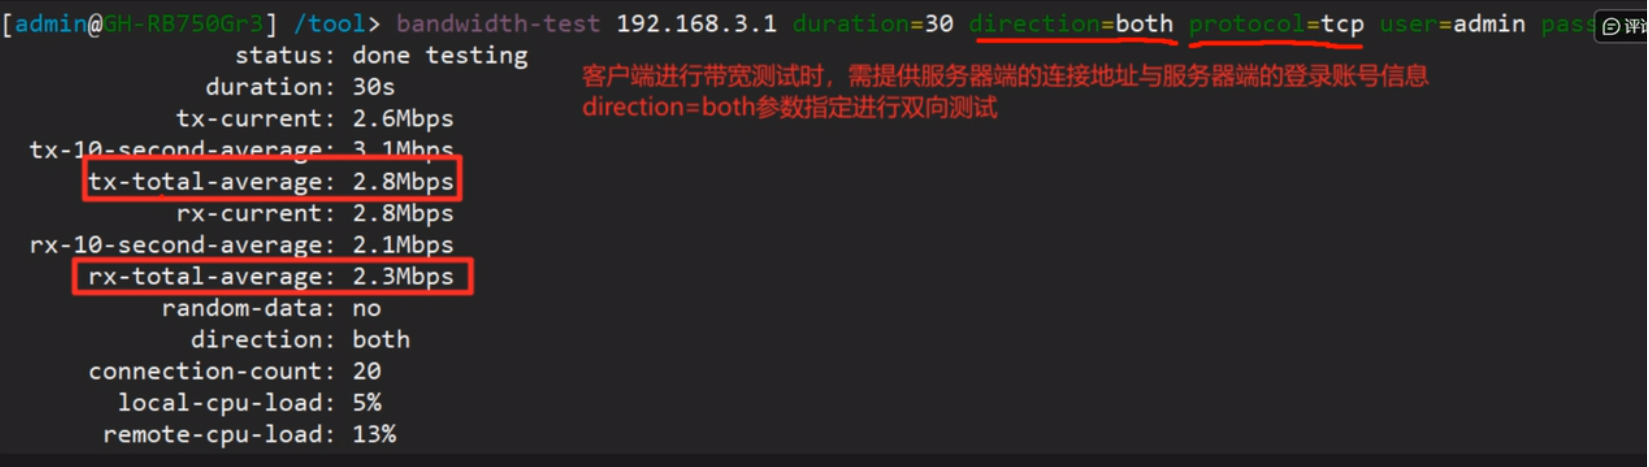 [admin@GH-RB750Gr3] /tool> bandwidth-test 192.168.3.1 duration=30 direction=both protocol=tcp user=admin pass
status: done testing
duration: 30s
tx-current: 2.6Mbps
tx-10-second-average: 3.1Mbps
tx-total-average: 2.8Mbps
rx-current: 2.8Mbps
rx-10-second-average: 2.1Mbps
rx-total-average: 2.3Mbps
random-data: no
direction: both
connection-count: 20
local-cpu-load: 5%
remote-cpu-load: 13%
客户端进行带宽测试时，需提供服务器端的连接地址与服务器端的登录账号信息
direction=both参数指定进行双向测试